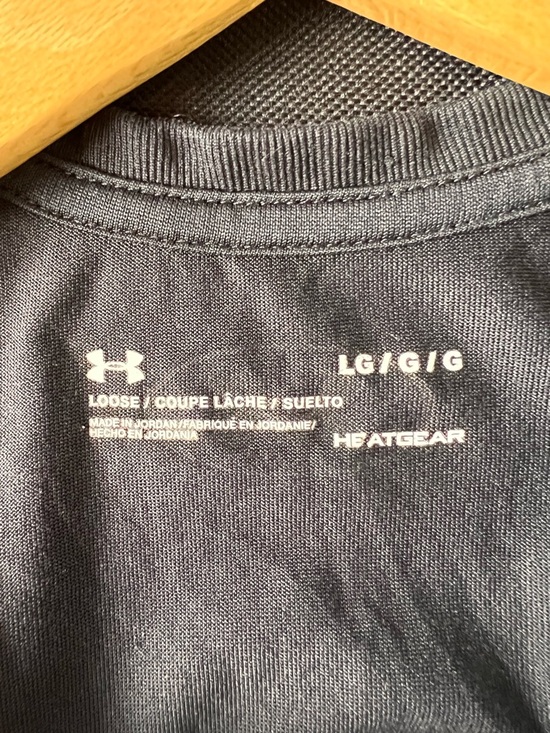 LG / G / G
LOOSE / COUPE LÂCHE / SUELTO
MADE IN JORDAN / FABRIQUÉ EN JORDANIE /
HECHO EN JORDANIA
HEATGEAR